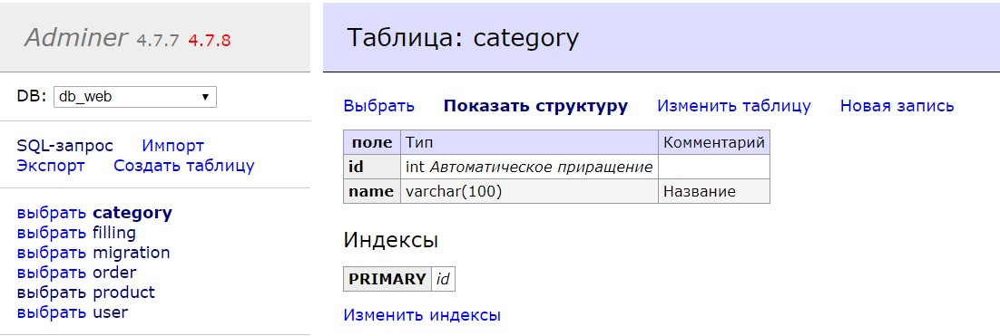 Adminer 4.7.7 4.7.8
DB: db_web
SQL-запрос Импорт
Экспорт Создать таблицу
выбрать category
выбрать filling
выбрать migration
выбрать order
выбрать product
выбрать user
Таблица: category
Выбрать Показать структуру Изменить таблицу Новая запись
поле Тип Комментарий
id int Автоматическое приращение
name varchar(100) Название
Индексы
PRIMARY id
Изменить индексы